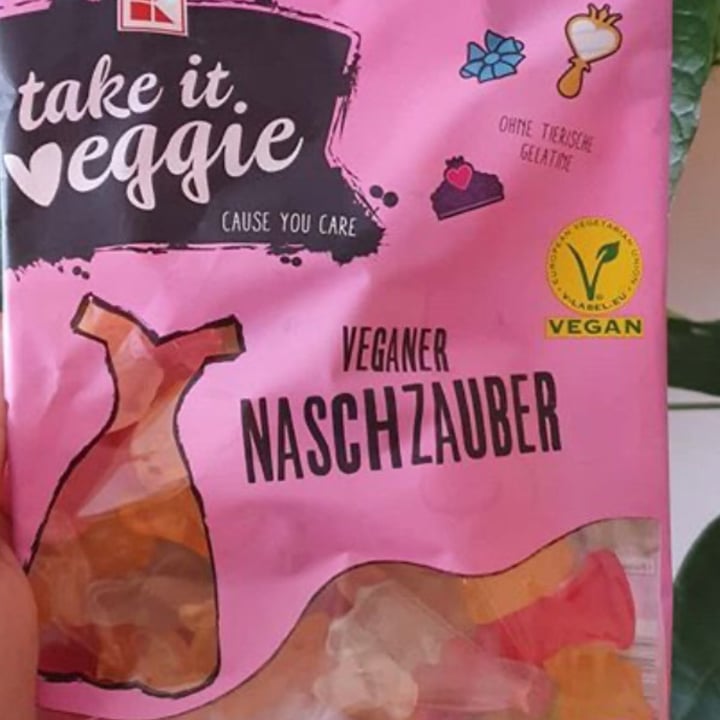 take it
veggie
CAUSE YOU CARE
OHNE TIERISCHE
GELATINE
EUROPEAN VEGETARIAN UNION
V-LABEL.EU
VEGAN
VEGANER
NASCHZAUBER